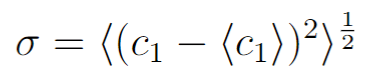 σ = ⟨(c₁ − ⟨c₁⟩)²⟩^{1/2}